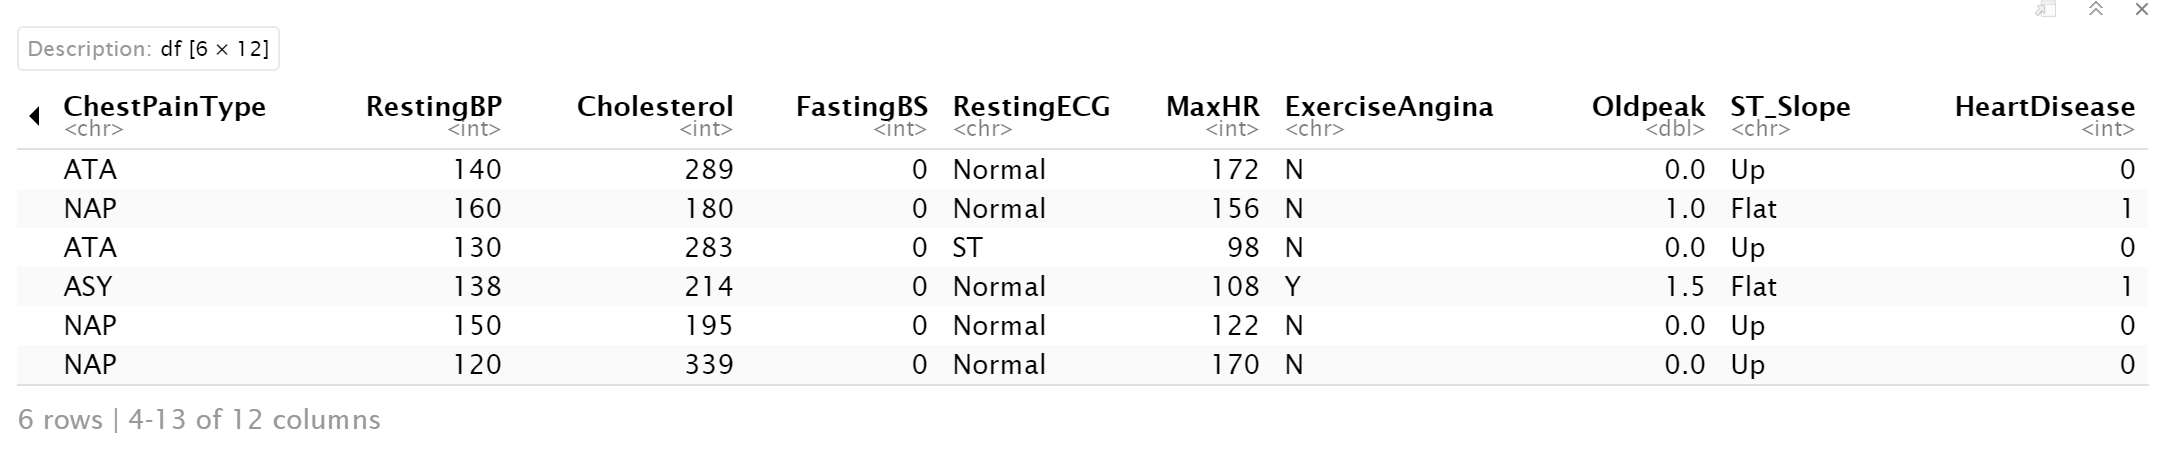 Description: df [6 × 12]
ChestPainType RestingBP Cholesterol FastingBS RestingECG MaxHR ExerciseAngina Oldpeak ST_Slope HeartDisease
<chr> <int> <int> <int> <chr> <int> <chr> <dbl> <chr> <int>
ATA 140 289 0 Normal 172 N 0.0 Up 0
NAP 160 180 0 Normal 156 N 1.0 Flat 1
ATA 130 283 0 ST 98 N 0.0 Up 0
ASY 138 214 0 Normal 108 Y 1.5 Flat 1
NAP 150 195 0 Normal 122 N 0.0 Up 0
NAP 120 339 0 Normal 170 N 0.0 Up 0
6 rows | 4-13 of 12 columns